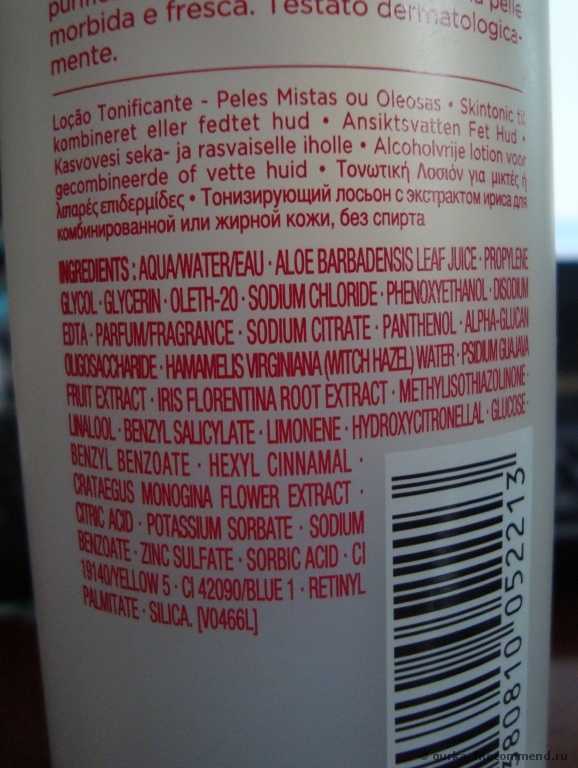 morbida e fresca. Testato dermatologica-
mente.
Loção Tonificante - Peles Mistas ou Oleosas • Skintonic til
kombineret eller fedtet hud • Ansiktsvatten Fet Hud •
Kasvovesi seka- ja rasvaiselle iholle • Alcoholvrije lotion voor
gecombineerde of vette huid • Τονωτική Λοσιόν για μικτές ή
λιπαρές επιδερμίδες • Тонизирующий лосьон с экстрактом ириса для
комбинированной или жирной кожи, без спирта
INGREDIENTS : AQUA/WATER/EAU · ALOE BARBADENSIS LEAF JUICE · PROPYLENE
GLYCOL · GLYCERIN · OLETH-20 · SODIUM CHLORIDE · PHENOXYETHANOL · DISODIUM
EDTA · PARFUM/FRAGRANCE · SODIUM CITRATE · PANTHENOL · ALPHA-GLUCAN
OLIGOSACCHARIDE · HAMAMELIS VIRGINIANA (WITCH HAZEL) WATER · PSIDIUM GUAJAVA
FRUIT EXTRACT · IRIS FLORENTINA ROOT EXTRACT · METHYLISOTHIAZOLINONE ·
LINALOOL · BENZYL SALICYLATE · LIMONENE · HYDROXYCITRONELLAL · GLUCOSE ·
BENZYL BENZOATE · HEXYL CINNAMAL ·
CRATAEGUS MONOGINA FLOWER EXTRACT ·
CITRIC ACID · POTASSIUM SORBATE · SODIUM
BENZOATE · ZINC SULFATE · SORBIC ACID · CI
19140/YELLOW 5 · CI 42090/BLUE 1 · RETINYL
PALMITATE · SILICA. [V0466L]
380810 052213